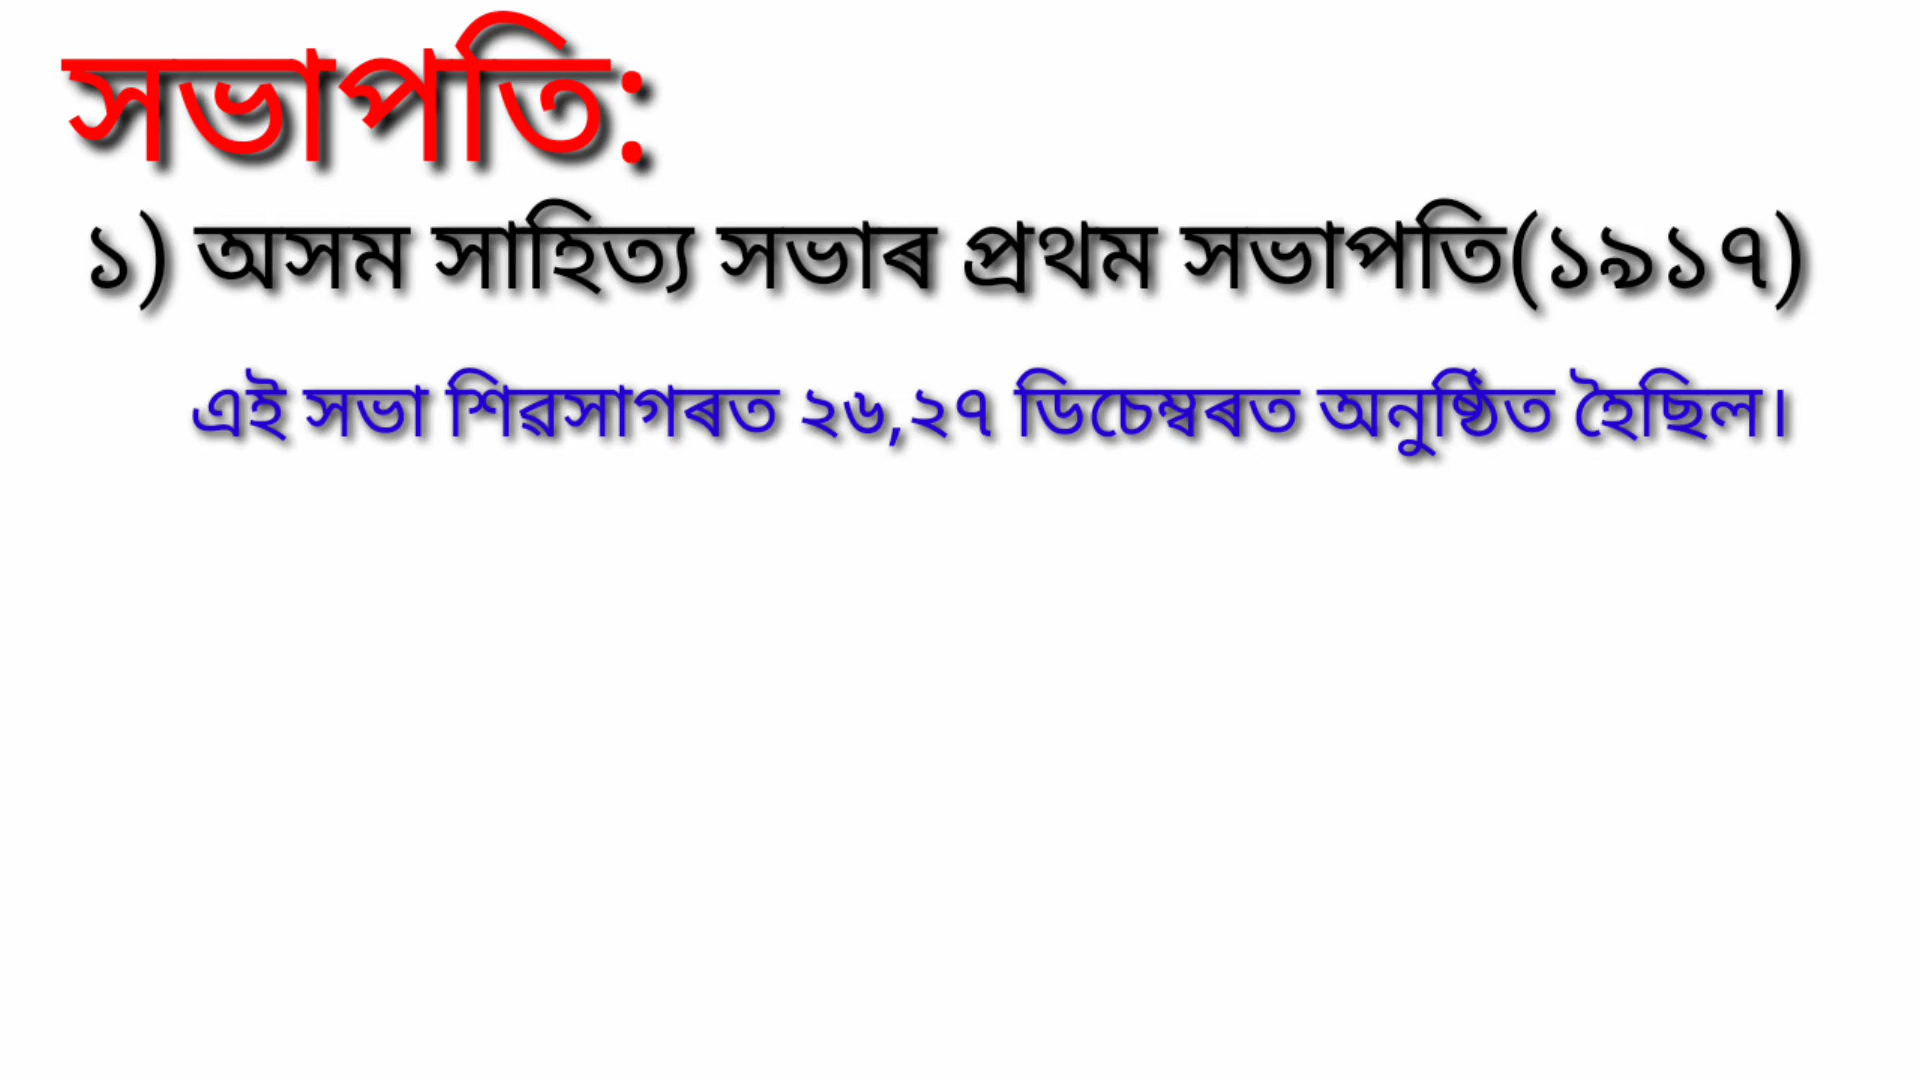 সভাপতি:
১) অসম সাহিত্য সভাৰ প্ৰথম সভাপতি(১৯১৭)
এই সভা শিৱসাগৰত ২৬,২৭ ডিচেম্বৰত অনুষ্ঠিত হৈছিল।